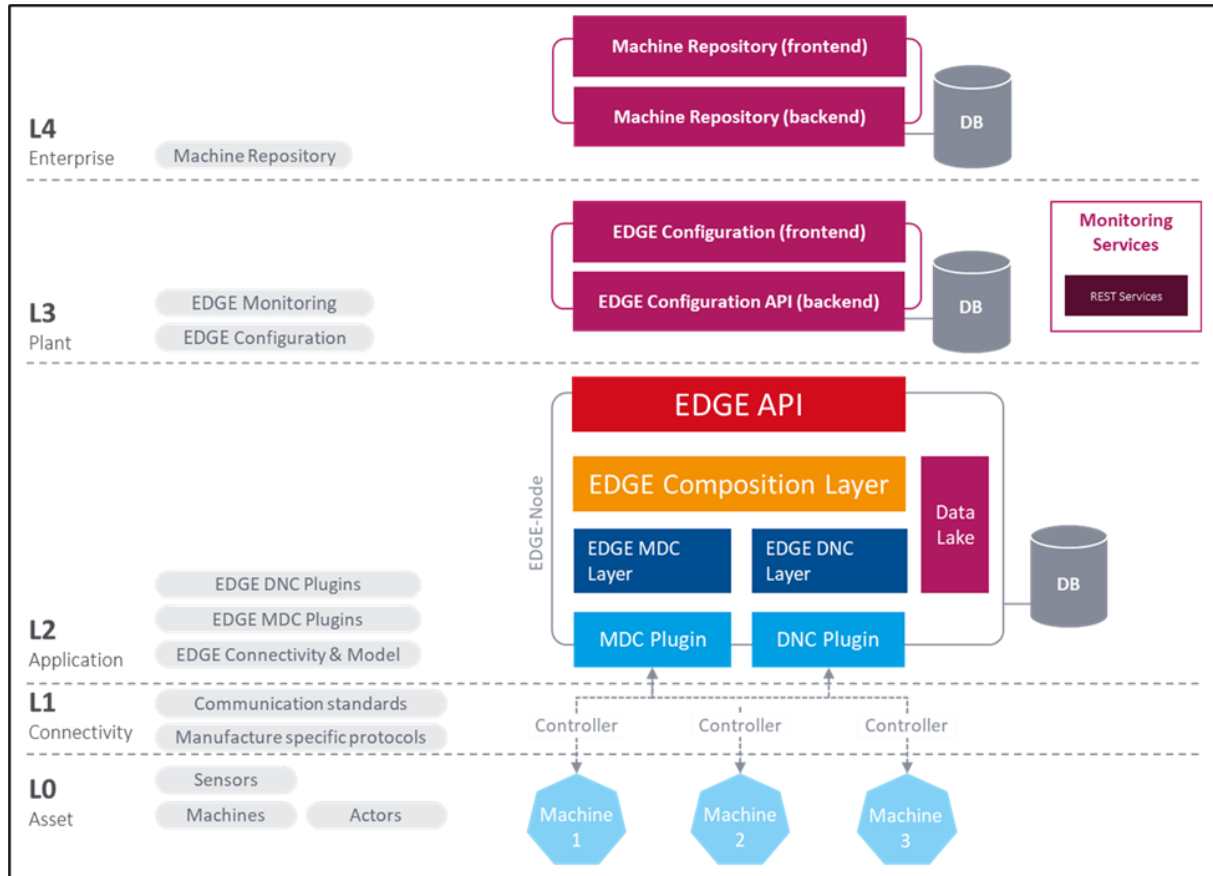 Machine Repository (frontend)
Machine Repository (backend)
DB
L4
Enterprise
Machine Repository
EDGE Configuration (frontend)
EDGE Configuration API (backend)
DB
Monitoring
Services
REST Services
L3
Plant
EDGE Monitoring
EDGE Configuration
EDGE-Node
EDGE API
EDGE Composition Layer
EDGE MDC
Layer
EDGE DNC
Layer
Data
Lake
MDC Plugin
DNC Plugin
DB
L2
Application
EDGE DNC Plugins
EDGE MDC Plugins
EDGE Connectivity & Model
L1
Connectivity
Communication standards
Manufacture specific protocols
Controller
Controller
Controller
L0
Asset
Sensors
Machines
Actors
Machine
1
Machine
2
Machine
3